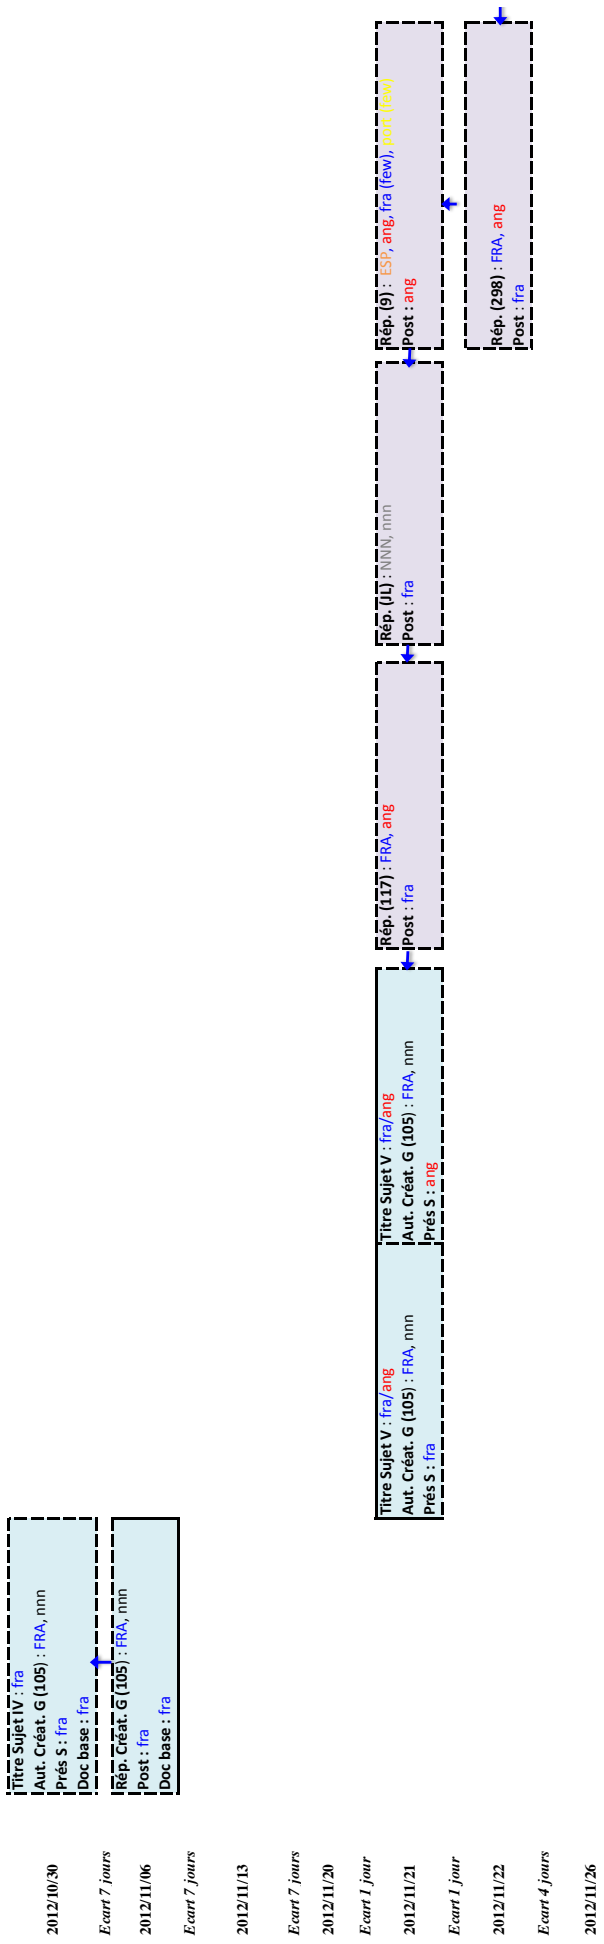 2012/10/30
Ecart 7 jours
2012/11/06
Ecart 7 jours
2012/11/13
Ecart 7 jours
2012/11/20
Ecart 1 jour
2012/11/21
Ecart 1 jour
2012/11/22
Ecart 4 jours
2012/11/26
Titre Sujet IV : fra
Aut. Créat. G (105) : FRA, nnn
Prés S : fra
Doc base : fra
Rép. Créat. G (105) : FRA, nnn
Post : fra
Doc base : fra
Titre Sujet V : fra/ang
Aut. Créat. G (105) : FRA, nnn
Prés S : fra
Titre Sujet V : fra/ang
Aut. Créat. G (105) : FRA, nnn
Prés S : ang
Rép. (117) : FRA, ang
Post : fra
Rép. (JL) : NNN, nnn
Post : fra
Rép. (9) : ESP, ang, fra (few), port (few)
Post : ang
Rép. (298) : FRA, ang
Post : fra